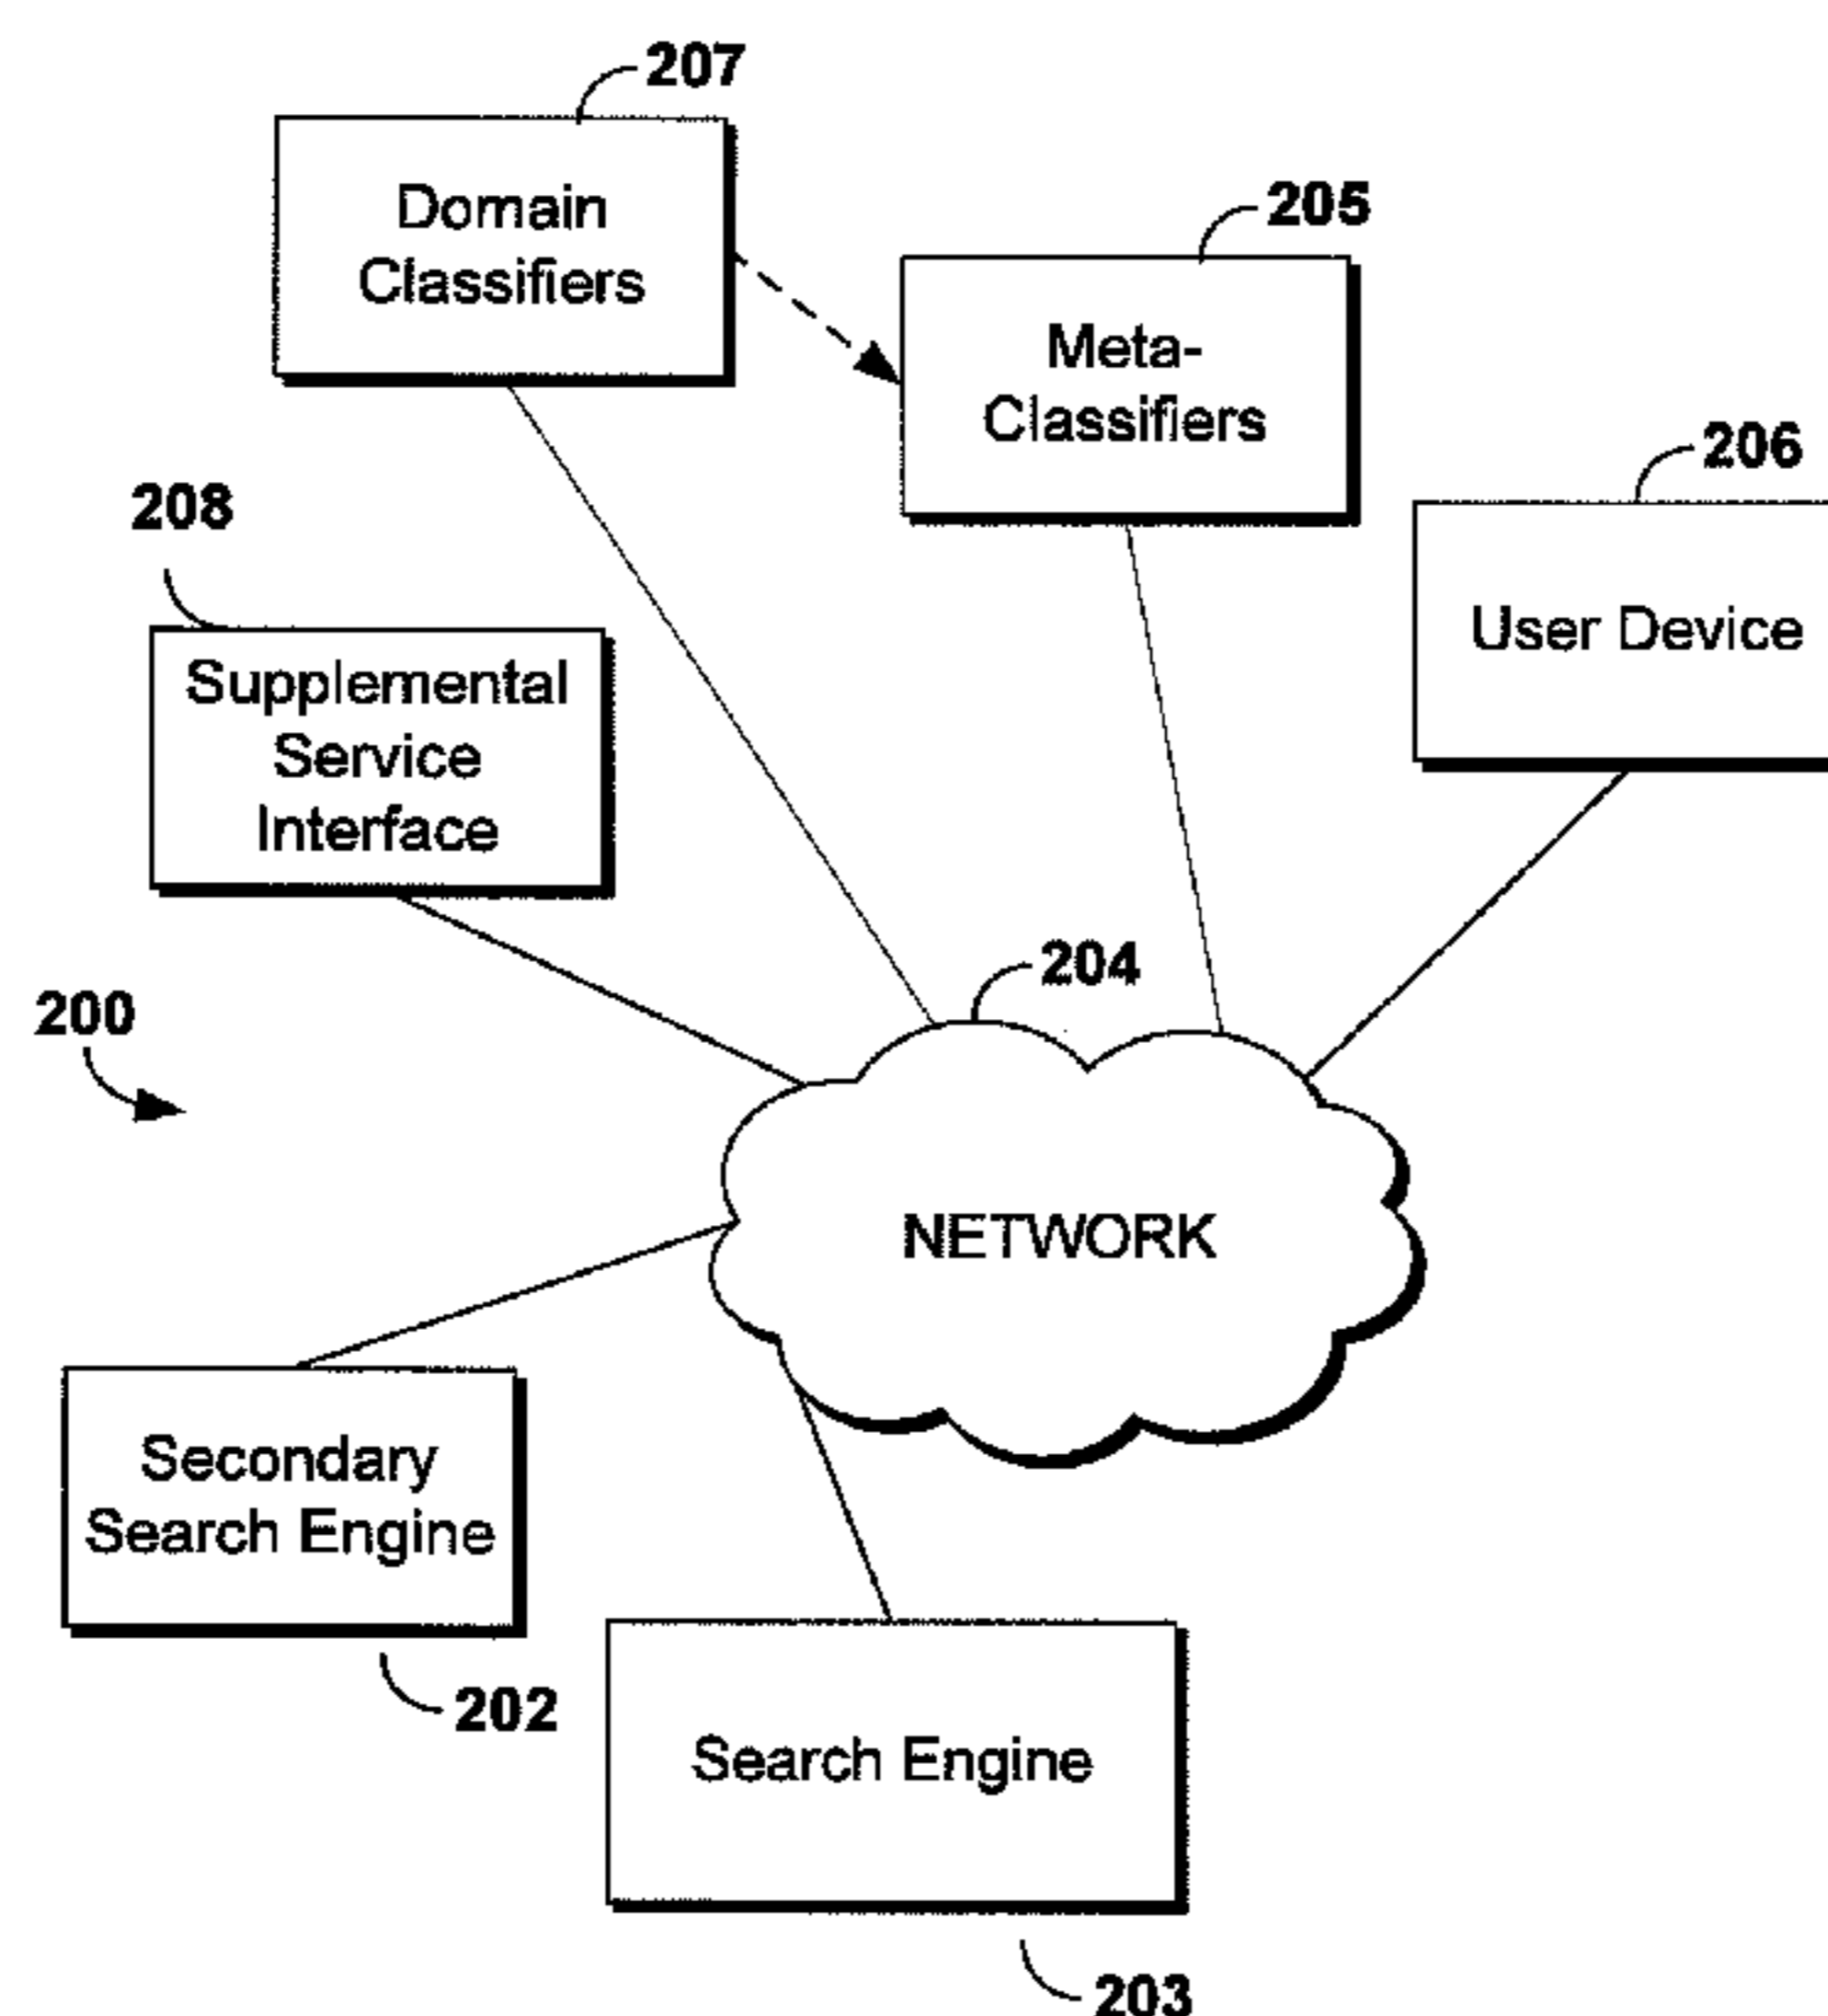 207
Domain
Classifiers
205
Meta-
Classifiers
206
User Device
208
Supplemental
Service
Interface
204
200
NETWORK
Secondary
Search Engine
202
Search Engine
203